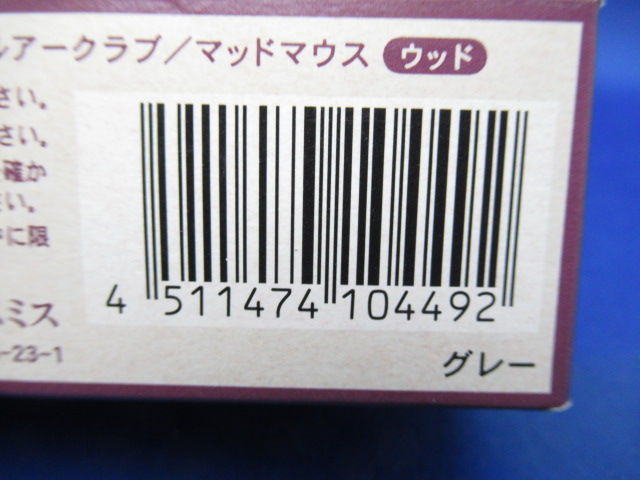 ルアークラブ／マッドマウス ウッド
さい。
さい。
確か
さい。
に限
ミス
-23-1
4 511474 104492
グレー